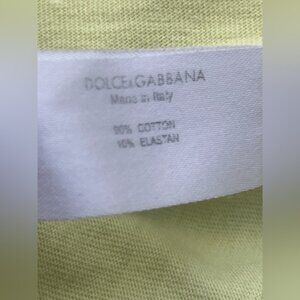 DOLCE&GABBANA
Made in Italy
90% COTTON
10% ELASTAN